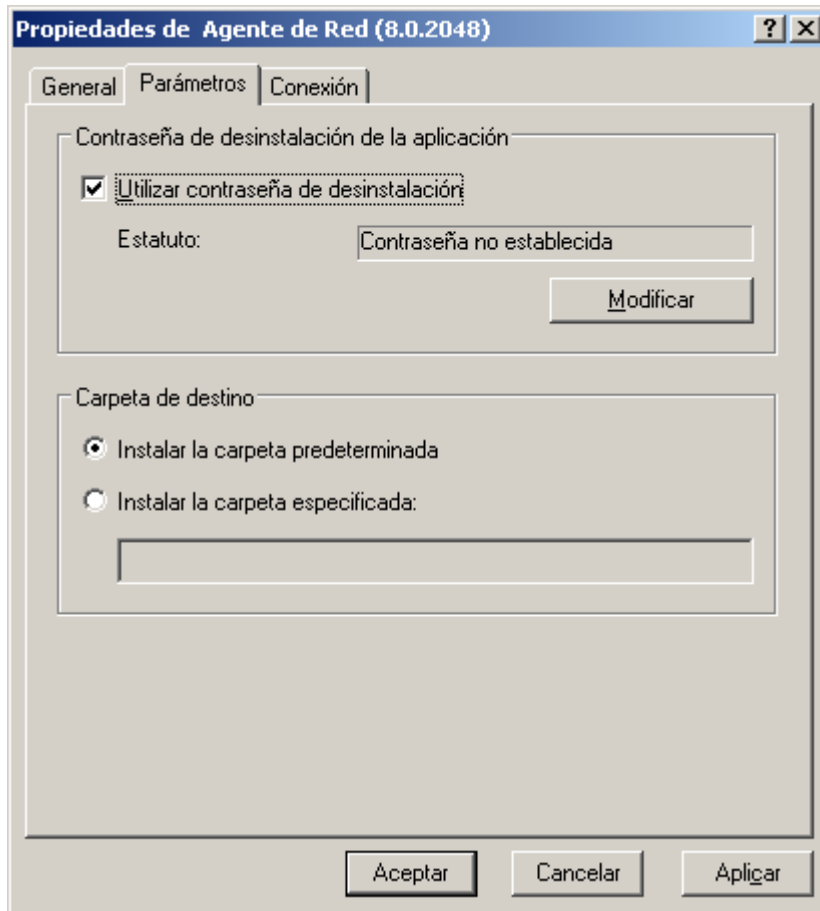 Propiedades de Agente de Red (8.0.2048)
General Parámetros Conexión
Contraseña de desinstalación de la aplicación
Utilizar contraseña de desinstalación
Estatuto: Contraseña no establecida
Modificar
Carpeta de destino
Instalar la carpeta predeterminada
Instalar la carpeta especificada:
Aceptar Cancelar Aplicar